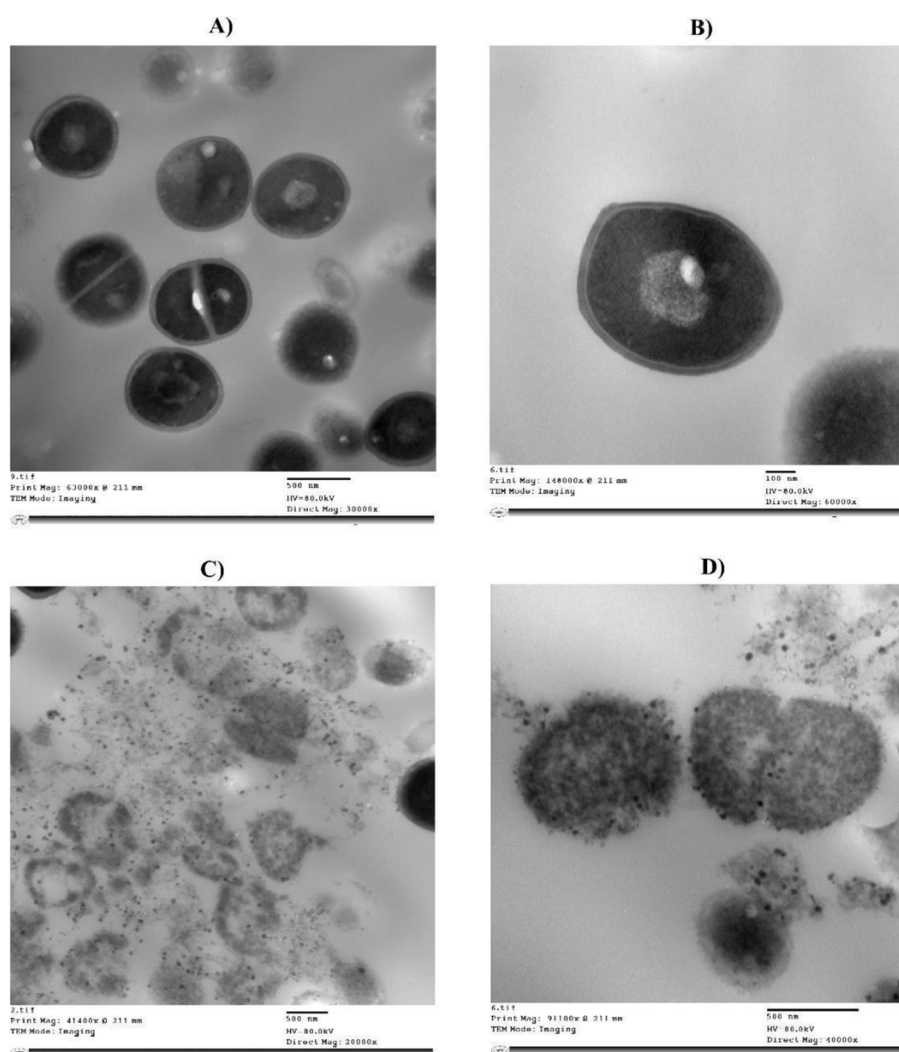 A)
B)
9.tif
Print Mag: 63000x @ 211 mm
TEM Mode: Imaging
500 nm
HV=80.0kV
Direct Mag: 30000x
6.tif
Print Mag: 148000x @ 211 mm
TEM Mode: Imaging
100 nm
HV=80.0kV
Direct Mag: 60000x
C)
D)
2.tif
Print Mag: 41400x @ 211 mm
TEM Mode: Imaging
500 nm
HV=80.0kV
Direct Mag: 20000x
6.tif
Print Mag: 91100x @ 211 mm
TEM Mode: Imaging
500 nm
HV=80.0kV
Direct Mag: 40000x